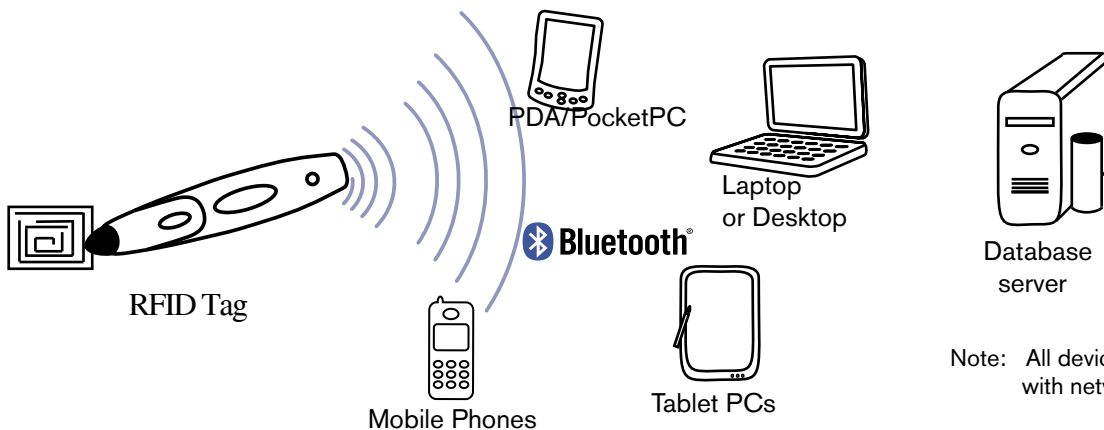 PDA/PocketPC
Laptop
or Desktop
Bluetooth®
Database
server
RFID Tag
Note: All devic
with netw
Mobile Phones
Tablet PCs